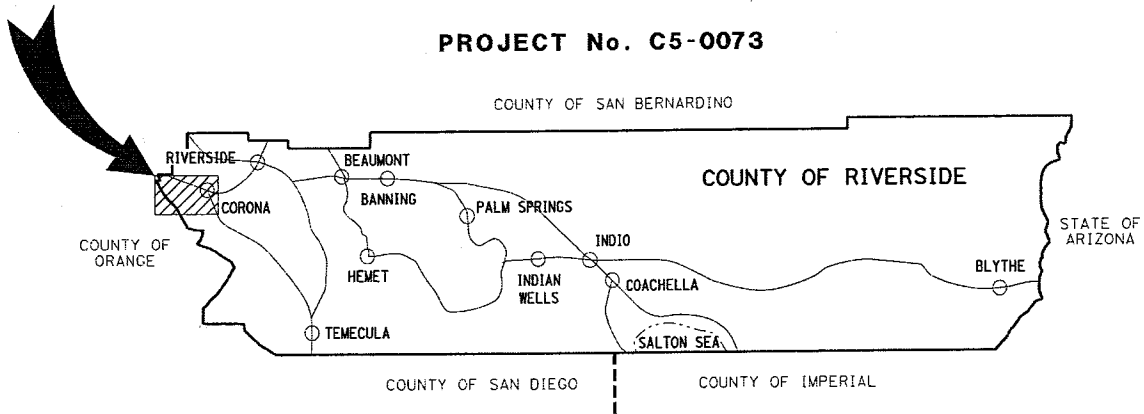 PROJECT No. C5-0073
COUNTY OF SAN BERNARDINO
RIVERSIDE
BEAUMONT
COUNTY OF RIVERSIDE
BANNING
CORONA
PALM SPRINGS
STATE OF
ARIZONA
COUNTY OF
ORANGE
INDIO
HEMET
INDIAN
WELLS
COACHELLA
BLYTHE
TEMECULA
SALTON SEA
COUNTY OF SAN DIEGO
COUNTY OF IMPERIAL